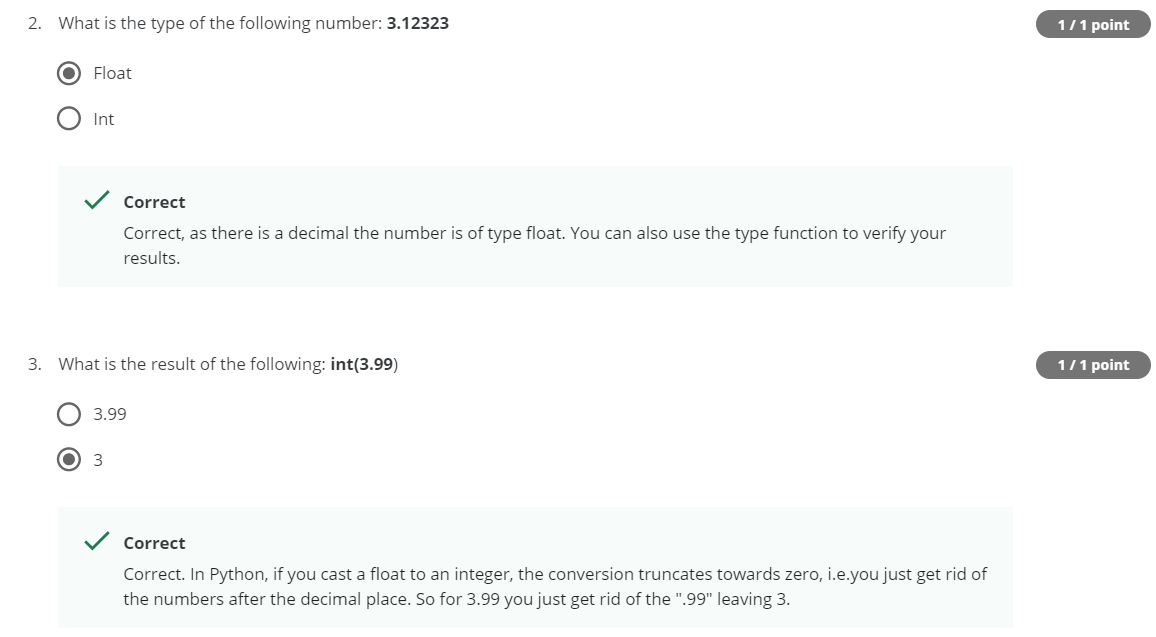 2. What is the type of the following number: 3.12323
1 / 1 point
Float
Int
Correct
Correct, as there is a decimal the number is of type float. You can also use the type function to verify your
results.
3. What is the result of the following: int(3.99)
1 / 1 point
3.99
3
Correct
Correct. In Python, if you cast a float to an integer, the conversion truncates towards zero, i.e.you just get rid of
the numbers after the decimal place. So for 3.99 you just get rid of the ".99" leaving 3.